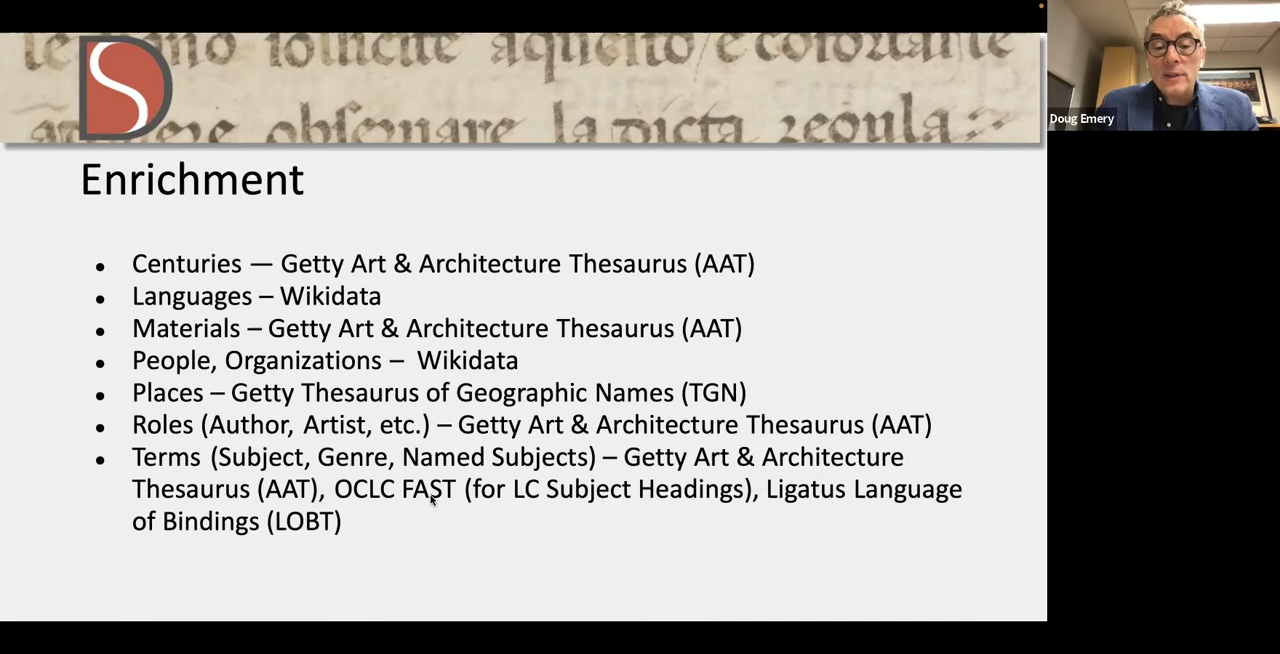 Enrichment
• Centuries — Getty Art & Architecture Thesaurus (AAT)
• Languages – Wikidata
• Materials – Getty Art & Architecture Thesaurus (AAT)
• People, Organizations – Wikidata
• Places – Getty Thesaurus of Geographic Names (TGN)
• Roles (Author, Artist, etc.) – Getty Art & Architecture Thesaurus (AAT)
• Terms (Subject, Genre, Named Subjects) – Getty Art & Architecture
Thesaurus (AAT), OCLC FAST (for LC Subject Headings), Ligatus Language
of Bindings (LOBT)
Doug Emery